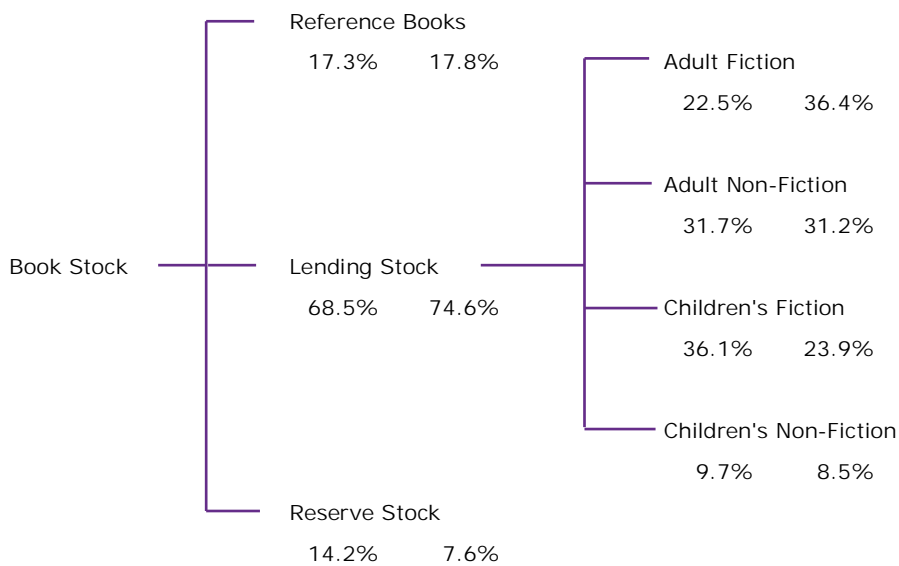 Reference Books
17.3% 17.8%
Adult Fiction
22.5% 36.4%
Adult Non-Fiction
31.7% 31.2%
Book Stock
Lending Stock
68.5% 74.6%
Children's Fiction
36.1% 23.9%
Children's Non-Fiction
9.7% 8.5%
Reserve Stock
14.2% 7.6%